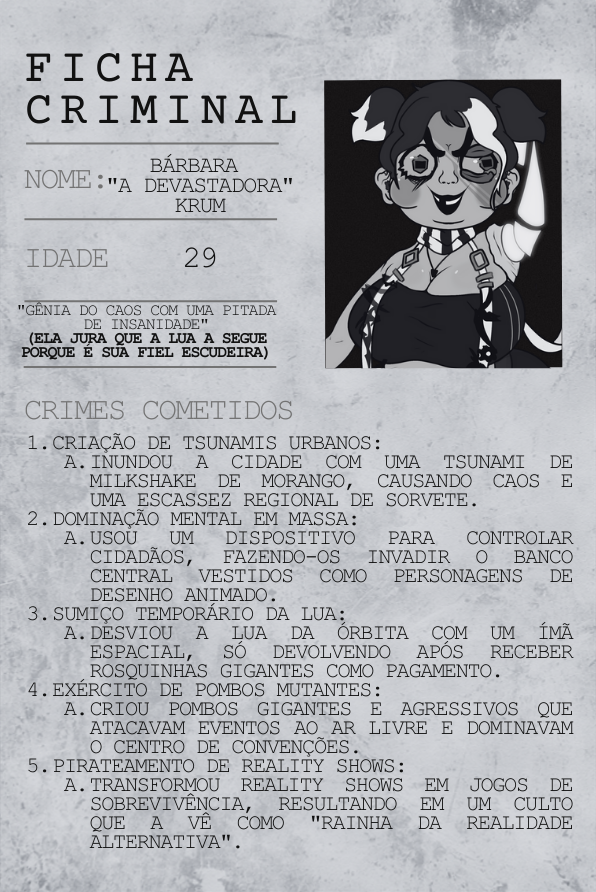 FICHA
CRIMINAL
NOME:
BÁRBARA
"A DEVASTADORA"
KRUM
IDADE 29
"GÊNIA DO CAOS COM UMA PITADA
DE INSANIDADE"
(ELA JURA QUE A LUA A SEGUE
PORQUE É SUA FIEL ESCUDEIRA)
CRIMES COMETIDOS
1.CRIAÇÃO DE TSUNAMIS URBANOS:
A.INUNDOU A CIDADE COM UMA TSUNAMI DE
MILKSHAKE DE MORANGO, CAUSANDO CAOS E
UMA ESCASSEZ REGIONAL DE SORVETE.
2.DOMINAÇÃO MENTAL EM MASSA:
A.USOU UM DISPOSITIVO PARA CONTROLAR
CIDADÃOS, FAZENDO-OS INVADIR O BANCO
CENTRAL VESTIDOS COMO PERSONAGENS DE
DESENHO ANIMADO.
3.SUMIÇO TEMPORÁRIO DA LUA:
A.DESVIOU A LUA DA ÓRBITA COM UM ÍMÃ
ESPACIAL, SÓ DEVOLVENDO APÓS RECEBER
ROSQUINHAS GIGANTES COMO PAGAMENTO.
4.EXÉRCITO DE POMBOS MUTANTES:
A.CRIOU POMBOS GIGANTES E AGRESSIVOS QUE
ATACAVAM EVENTOS AO AR LIVRE E DOMINAVAM
O CENTRO DE CONVENÇÕES.
5.PIRATEAMENTO DE REALITY SHOWS:
A.TRANSFORMOU REALITY SHOWS EM JOGOS DE
SOBREVIVÊNCIA, RESULTANDO EM UM CULTO
QUE A VÊ COMO "RAINHA DA REALIDADE
ALTERNATIVA".